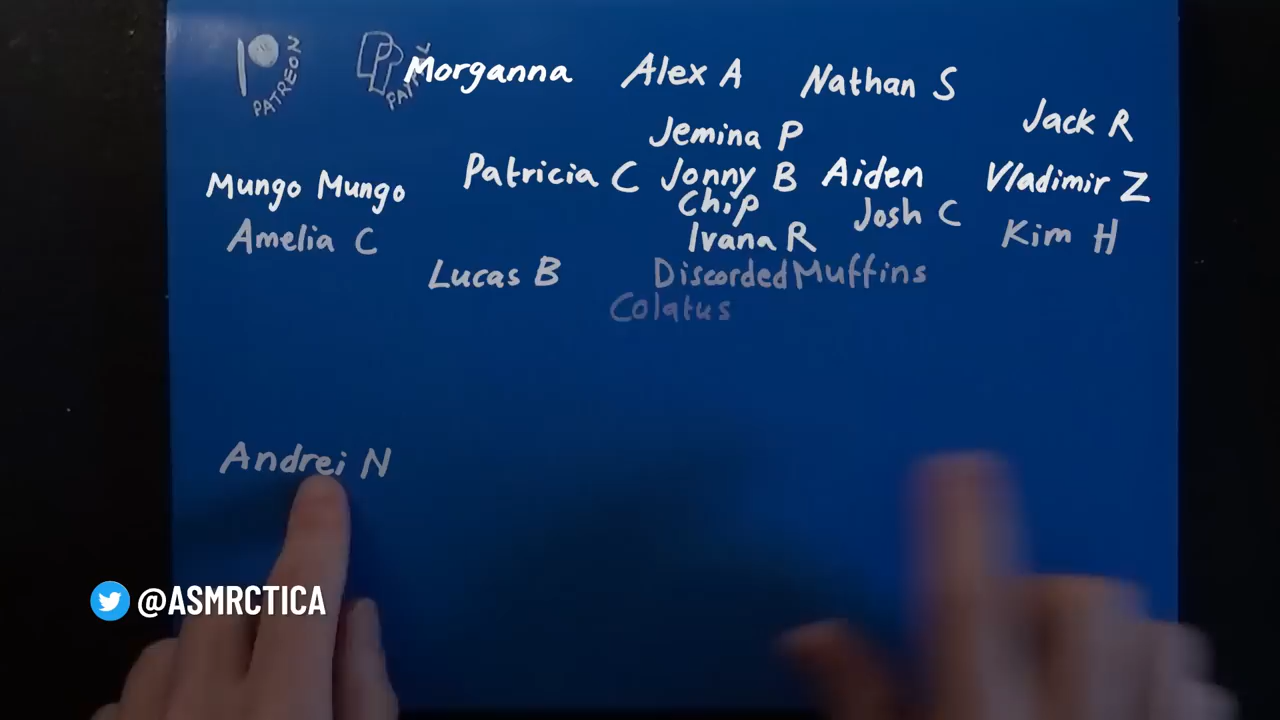 PATREON
Morganna
Alex A
Nathan S
Jack R
Jemina P
Mungo Mungo
Patricia C
Jonny B
Aiden
Vladimir Z
Chip
Josh C
Amelia C
Ivana R
Kim H
Lucas B
DiscordedMuffins
Colatus
Andrei N
@ASMRCTICA